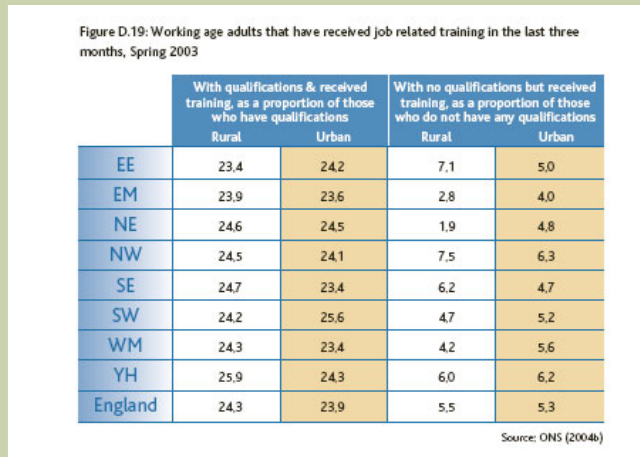 Figure D.19: Working age adults that have received job related training in the last three
months, Spring 2003
With qualifications & received
training, as a proportion of those
who have qualifications
With no qualifications but received
training, as a proportion of those
who do not have any qualifications
Rural Urban Rural Urban
EE 23,4 24,2 7,1 5,0
EM 23,9 23,6 2,8 4,0
NE 24,6 24,5 1,9 4,8
NW 24,5 24,1 7,5 6,3
SE 24,7 23,4 6,2 4,7
SW 24,2 25,6 4,7 5,2
WM 24,3 23,4 4,2 5,6
YH 25,9 24,3 6,0 6,2
England 24,3 23,9 5,5 5,3
Source: ONS (2004b)